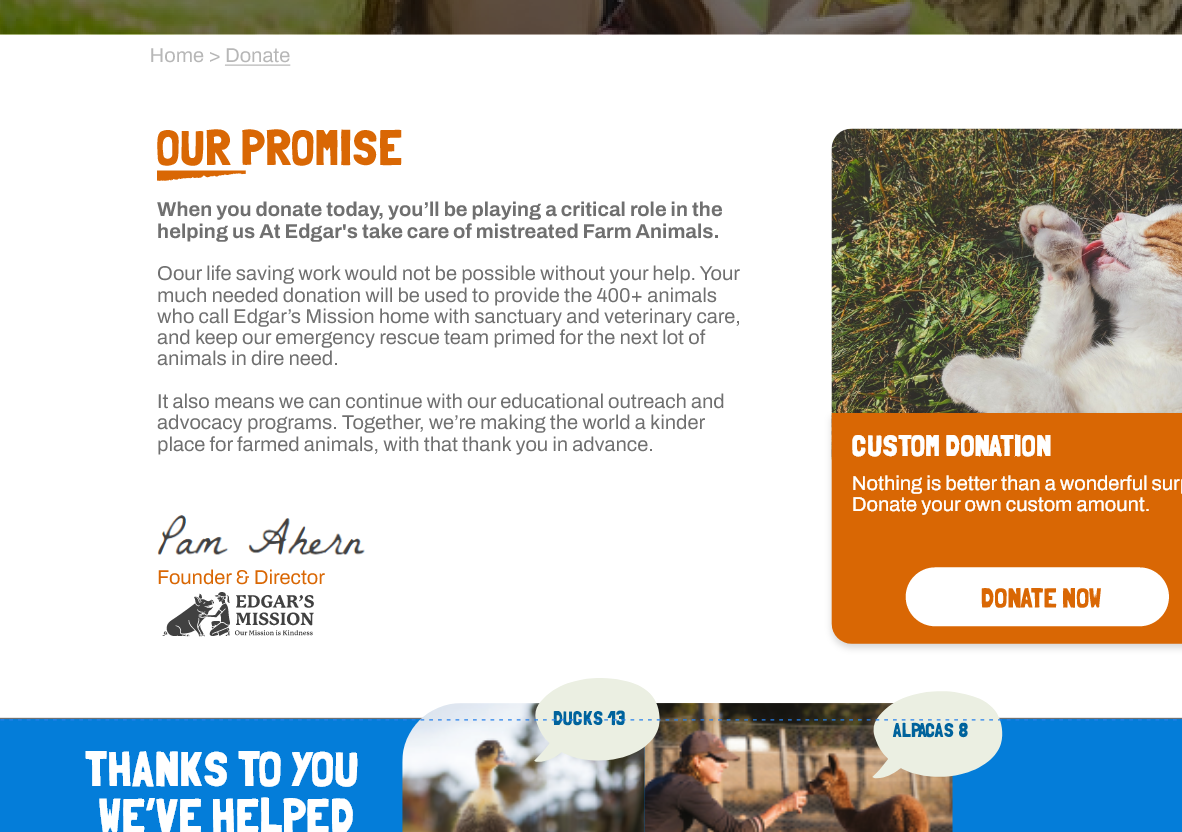 Home > Donate
OUR PROMISE
When you donate today, you’ll be playing a critical role in the
helping us At Edgar's take care of mistreated Farm Animals.
Oour life saving work would not be possible without your help. Your
much needed donation will be used to provide the 400+ animals
who call Edgar’s Mission home with sanctuary and veterinary care,
and keep our emergency rescue team primed for the next lot of
animals in dire need.
It also means we can continue with our educational outreach and
advocacy programs. Together, we’re making the world a kinder
place for farmed animals, with that thank you in advance.
Pam Ahern
Founder & Director
EDGAR’S
MISSION
Our Mission is Kindness
CUSTOM DONATION
Nothing is better than a wonderful
Donate your own custom amount.
DONATE NOW
DUCKS 13
ALPACAS 8
THANKS TO YOU
WE’VE HELPED